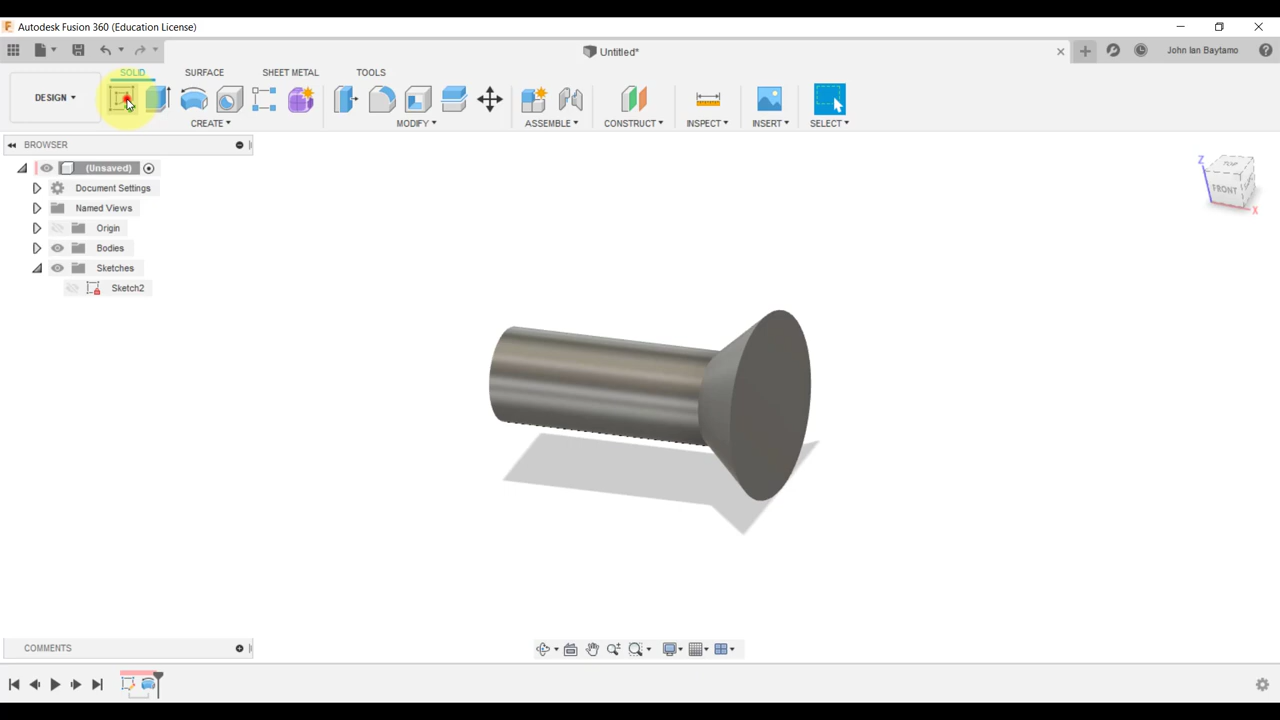 Autodesk Fusion 360 (Education License)
Untitled*
John Ian Baytamo
SOLID
SURFACE
SHEET METAL
TOOLS
DESIGN
CREATE
MODIFY
ASSEMBLE
CONSTRUCT
INSPECT
INSERT
SELECT
BROWSER
(Unsaved)
Document Settings
Named Views
Origin
Bodies
Sketches
Sketch2
Z
TOP
FRONT
X
COMMENTS